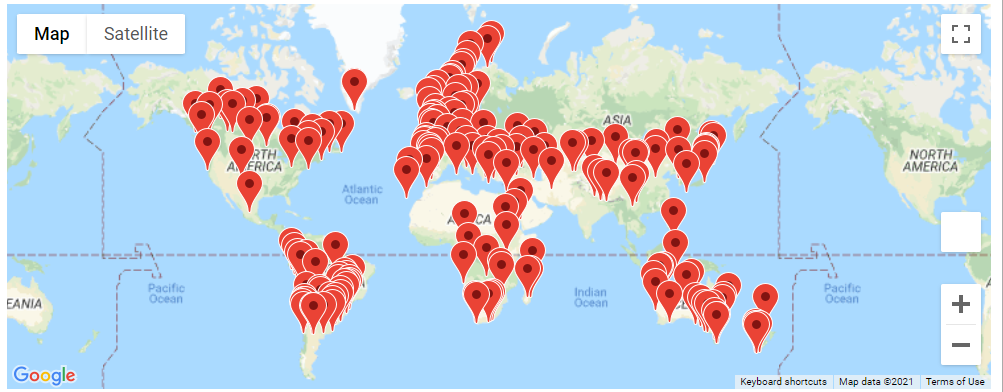 Map
Satellite
ASIA
NORTH
AMERICA
NORTH
AMERICA
Atlantic
Ocean
Pacific
Ocean
Indian
Ocean
Pacific
Ocean
EANIA
Google
Keyboard shortcuts
Map data ©2021
Terms of Use